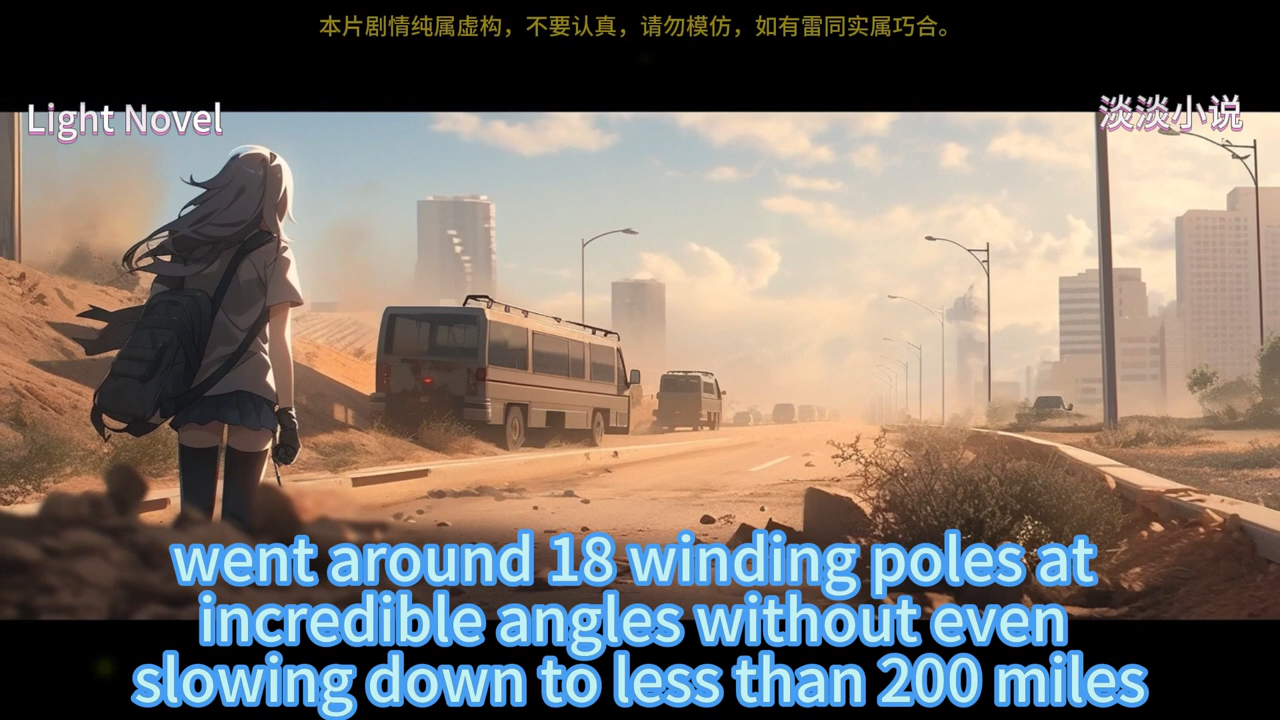 本片剧情纯属虚构，不要认真，请勿模仿，如有雷同实属巧合。
Light Novel
淡淡小说
went around 18 winding poles at
incredible angles without even
slowing down to less than 200 miles